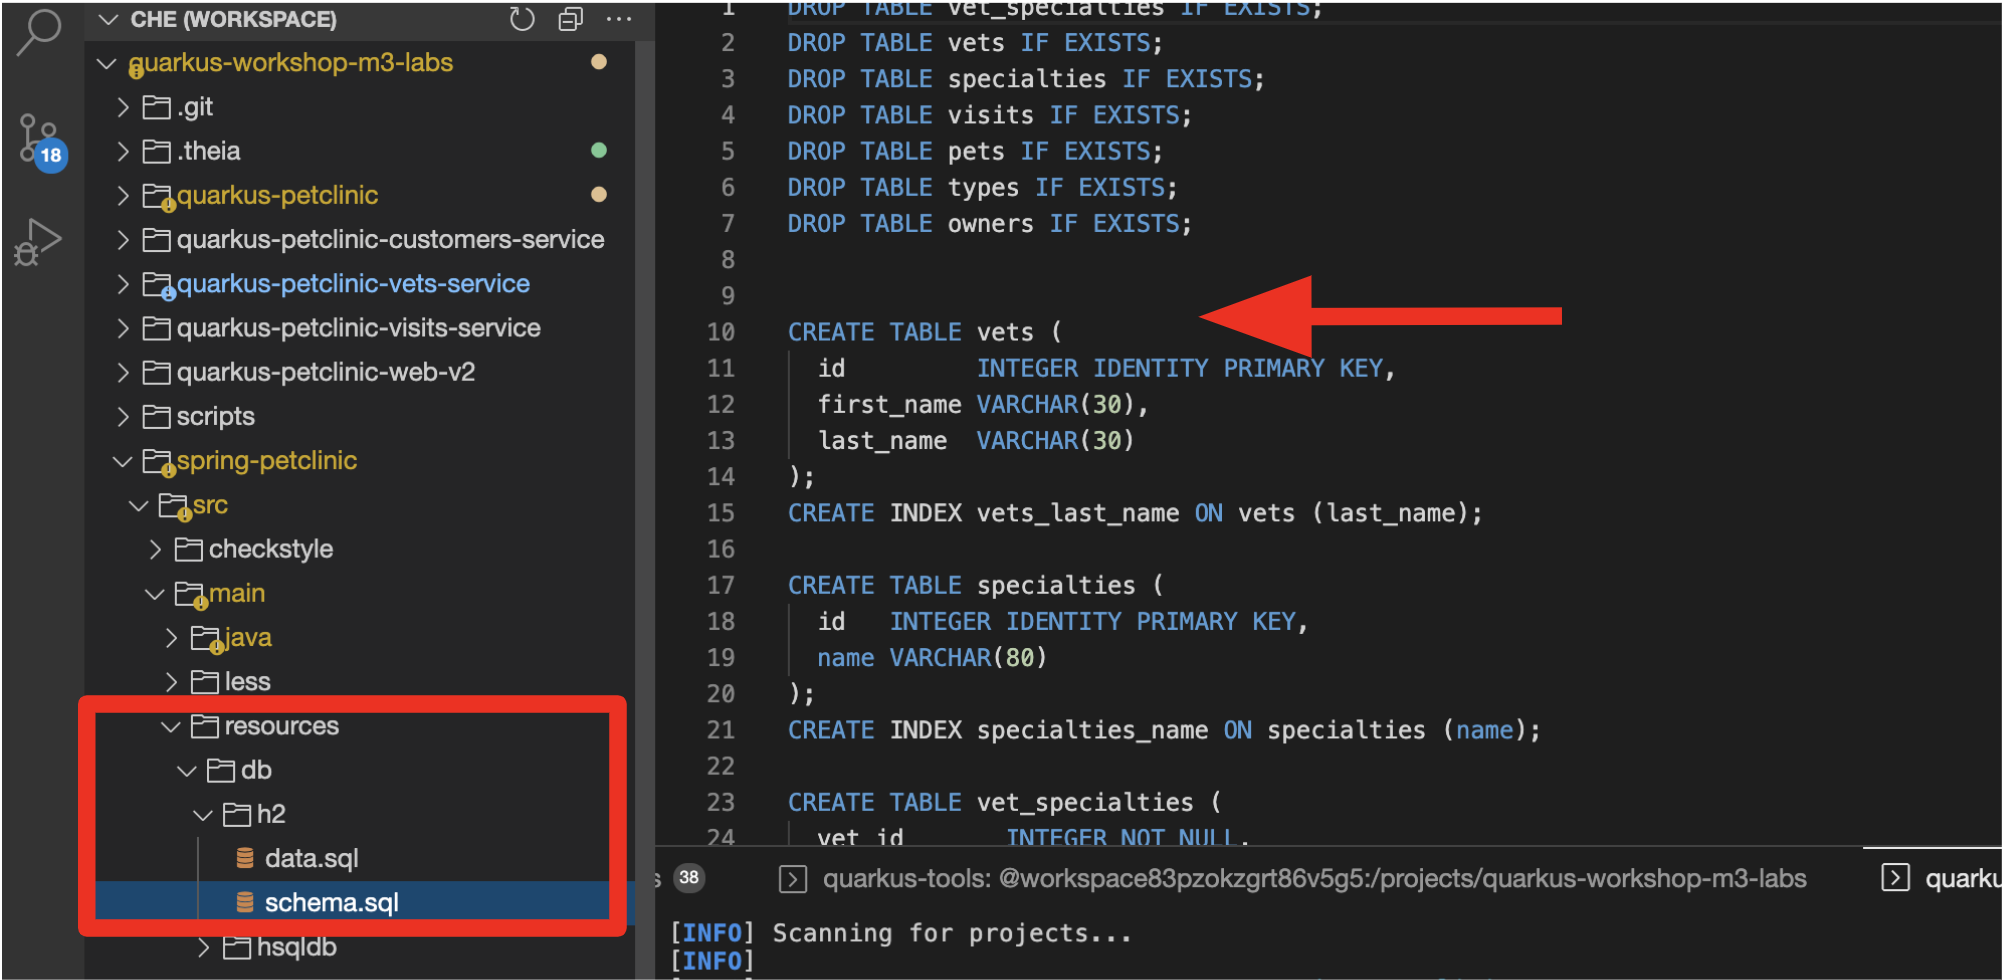 CHE (WORKSPACE)
quarkus-workshop-m3-labs
.git
.theia
quarkus-petclinic
quarkus-petclinic-customers-service
quarkus-petclinic-vets-service
quarkus-petclinic-visits-service
quarkus-petclinic-web-v2
scripts
spring-petclinic
src
checkstyle
main
java
less
resources
db
h2
data.sql
schema.sql
hsqldb
18
1 DROP TABLE vet_specialties IF EXISTS;
2 DROP TABLE vets IF EXISTS;
3 DROP TABLE specialties IF EXISTS;
4 DROP TABLE visits IF EXISTS;
5 DROP TABLE pets IF EXISTS;
6 DROP TABLE types IF EXISTS;
7 DROP TABLE owners IF EXISTS;
8
9
10 CREATE TABLE vets (
11 id INTEGER IDENTITY PRIMARY KEY,
12 first_name VARCHAR(30),
13 last_name VARCHAR(30)
14 );
15 CREATE INDEX vets_last_name ON vets (last_name);
16
17 CREATE TABLE specialties (
18 id INTEGER IDENTITY PRIMARY KEY,
19 name VARCHAR(80)
20 );
21 CREATE INDEX specialties_name ON specialties (name);
22
23 CREATE TABLE vet_specialties (
24 vet_id INTEGER NOT NULL,
s 38 quarkus-tools: @workspace83pzokzgrt86v5g5:/projects/quarkus-workshop-m3-labs quarku
[INFO] Scanning for projects...
[INFO]